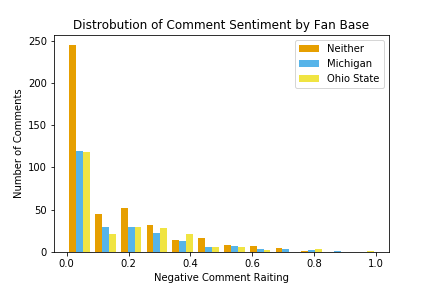 Distrobution of Comment Sentiment by Fan Base
Number of Comments
250
200
150
100
50
0
Neither
Michigan
Ohio State
0.0 0.2 0.4 0.6 0.8 1.0
Negative Comment Raiting